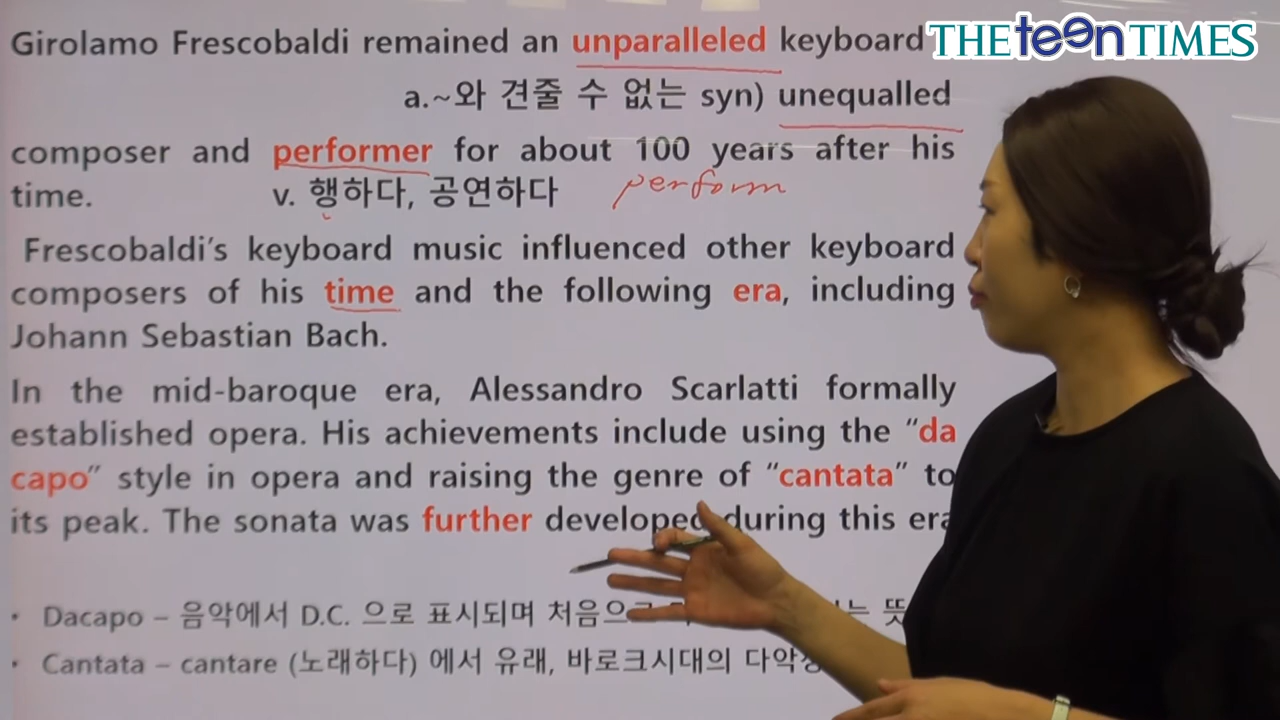 THE teen TIMES
Girolamo Frescobaldi remained an unparalleled keyboard
a.~와 견줄 수 없는 syn) unequalled
composer and performer for about 100 years after his
time. v. 행하다, 공연하다 perform
Frescobaldi's keyboard music influenced other keyboard
composers of his time and the following era, including
Johann Sebastian Bach.
In the mid-baroque era, Alessandro Scarlatti formally
established opera. His achievements include using the “da
capo” style in opera and raising the genre of “cantata” to
its peak. The sonata was further developed during this era
• Dacapo – 음악에서 D.C. 으로 표시되며 처음으로 뜻
• Cantata – cantare (노래하다) 에서 유래, 바로크시대의